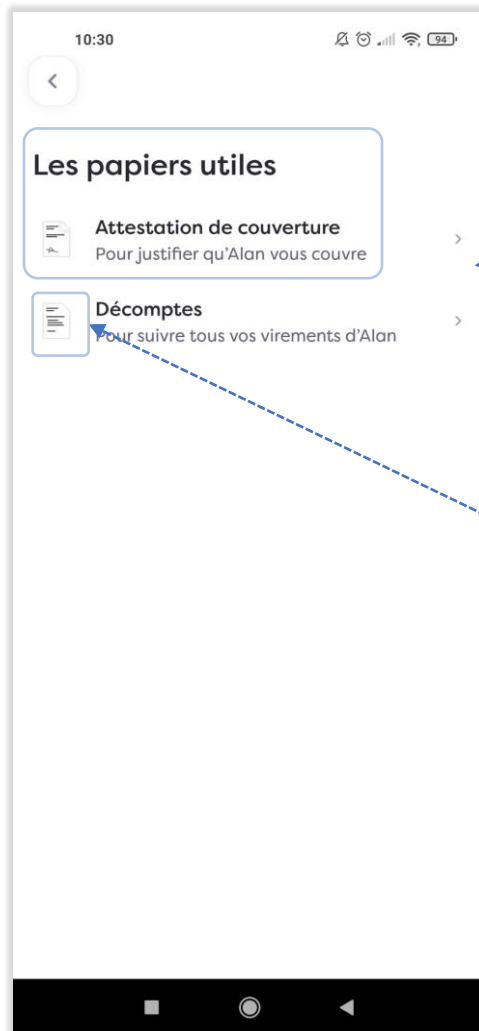 10:30
94
Les papiers utiles
Attestation de couverture
Pour justifier qu'Alan vous couvre
Décomptes
Pour suivre tous vos virements d'Alan